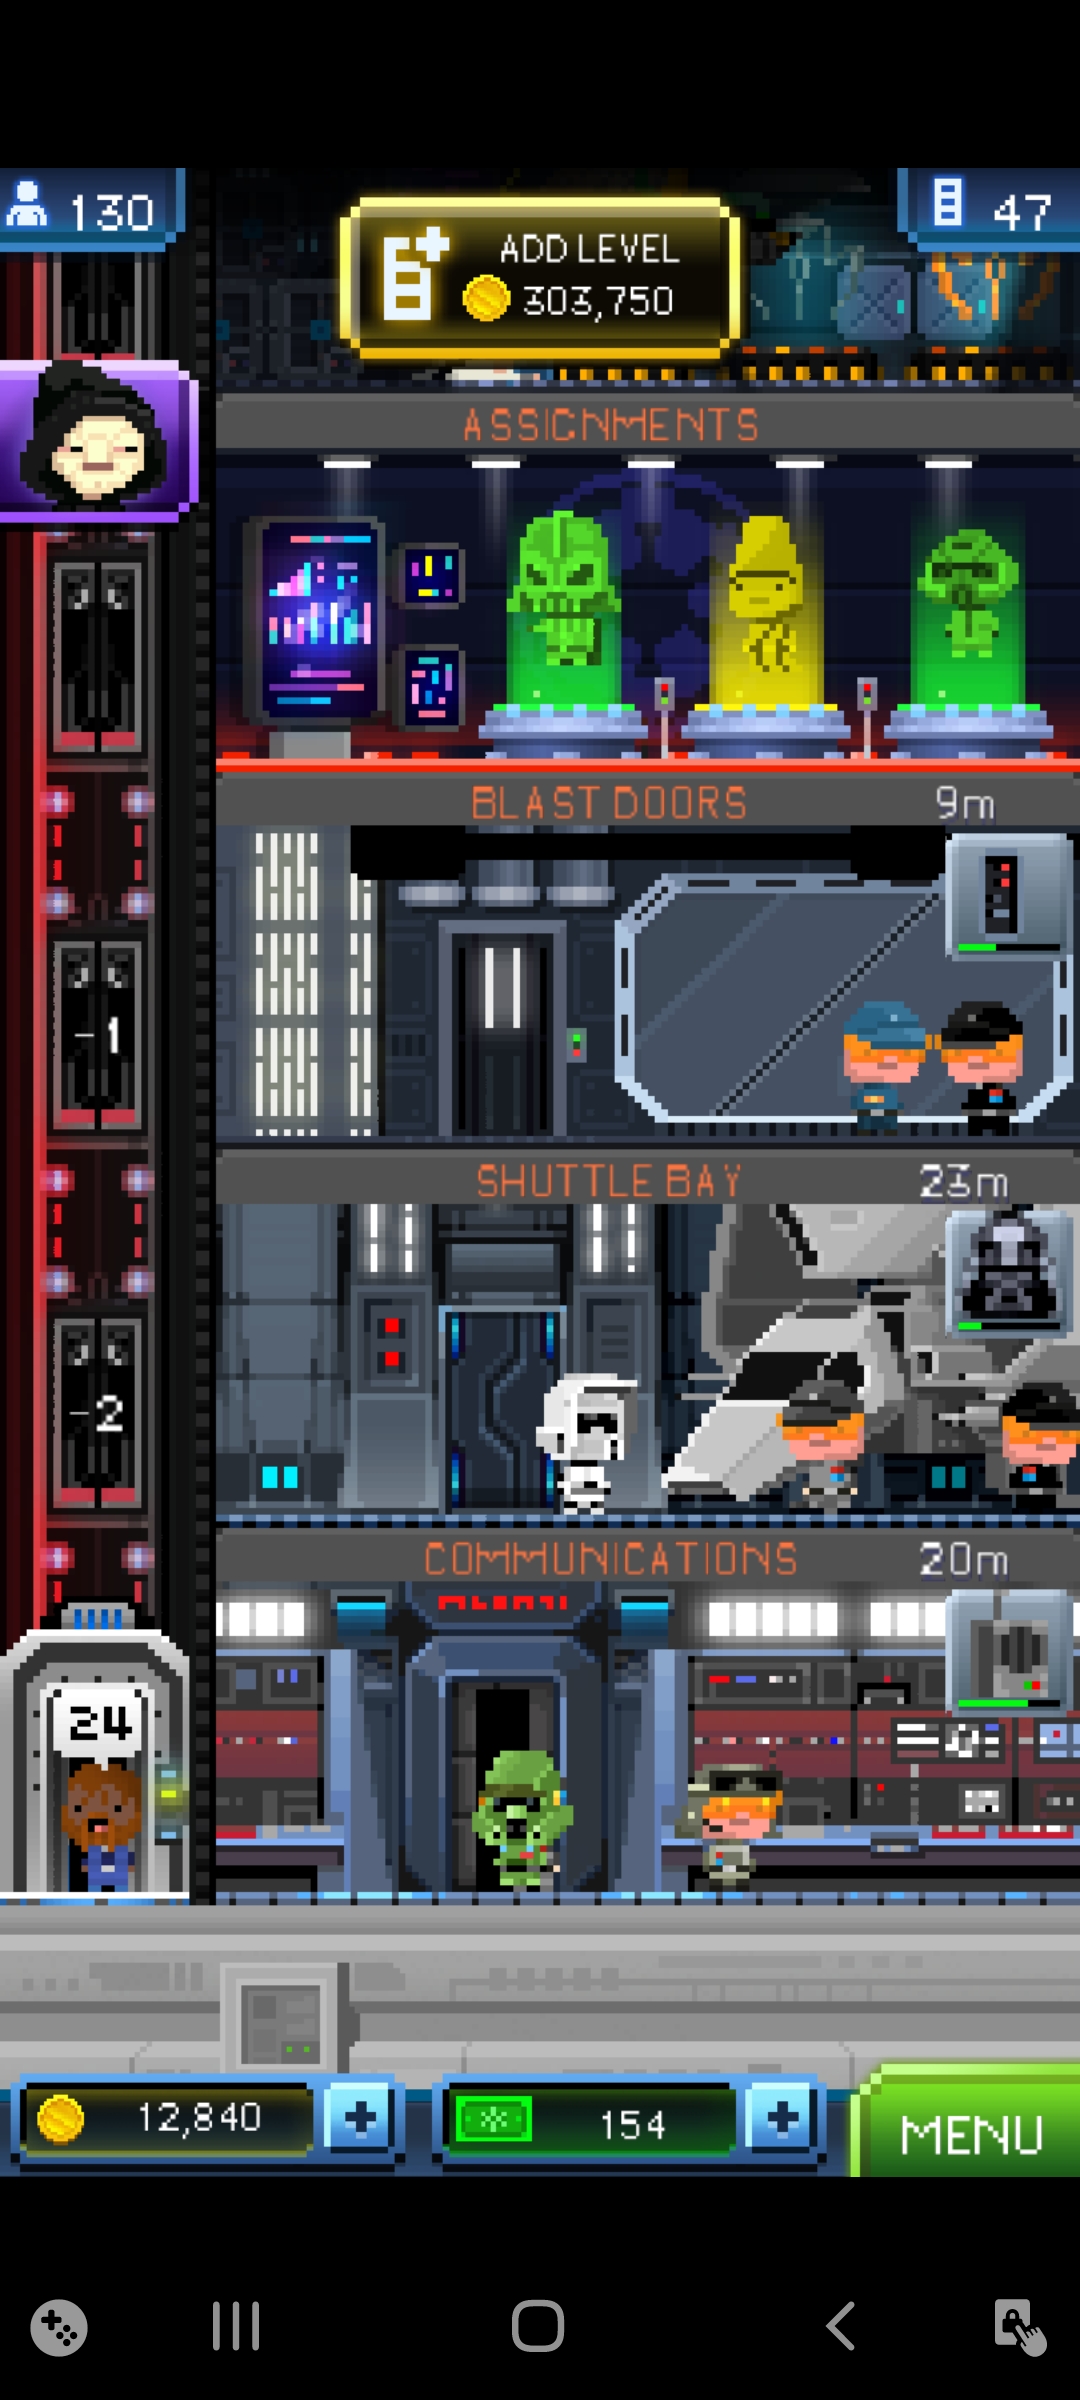 130
ADD LEVEL
303,750
47
ASSIGNMENTS
BLAST DOORS 9m
-1
SHUTTLE BAY 23m
-2
COMMUNICATIONS 20m
24
12,840
154
MENU